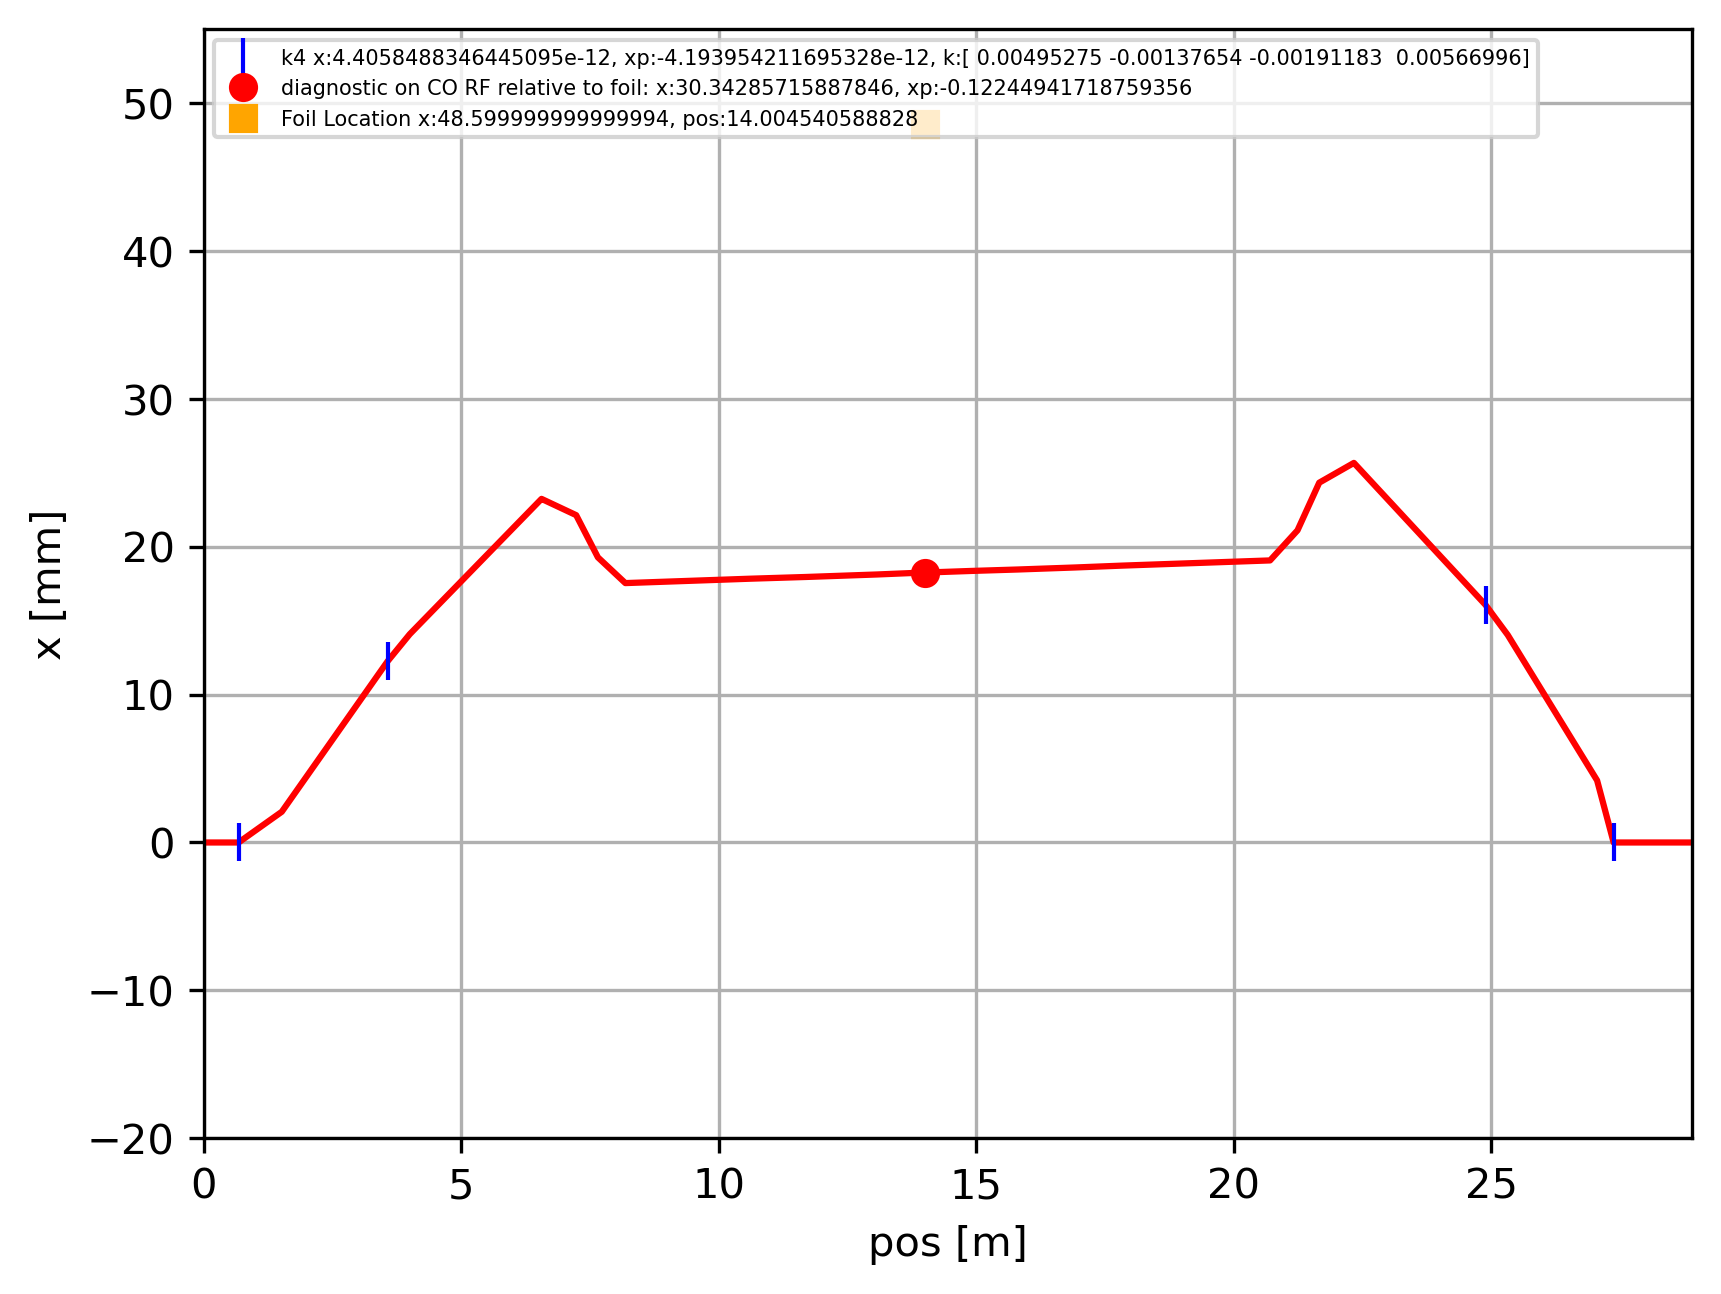 k4 x:4.4058488346445095e-12, xp:-4.193954211695328e-12, k:[ 0.00495275 -0.00137654 -0.00191183  0.00566996]
diagnostic on CO RF relative to foil: x:30.34285715887846, xp:-0.12244941718759356
Foil Location x:48.599999999999994, pos:14.004540588828
50
40
30
20
10
0
−10
−20
x [mm]
0 5 10 15 20 25
pos [m]